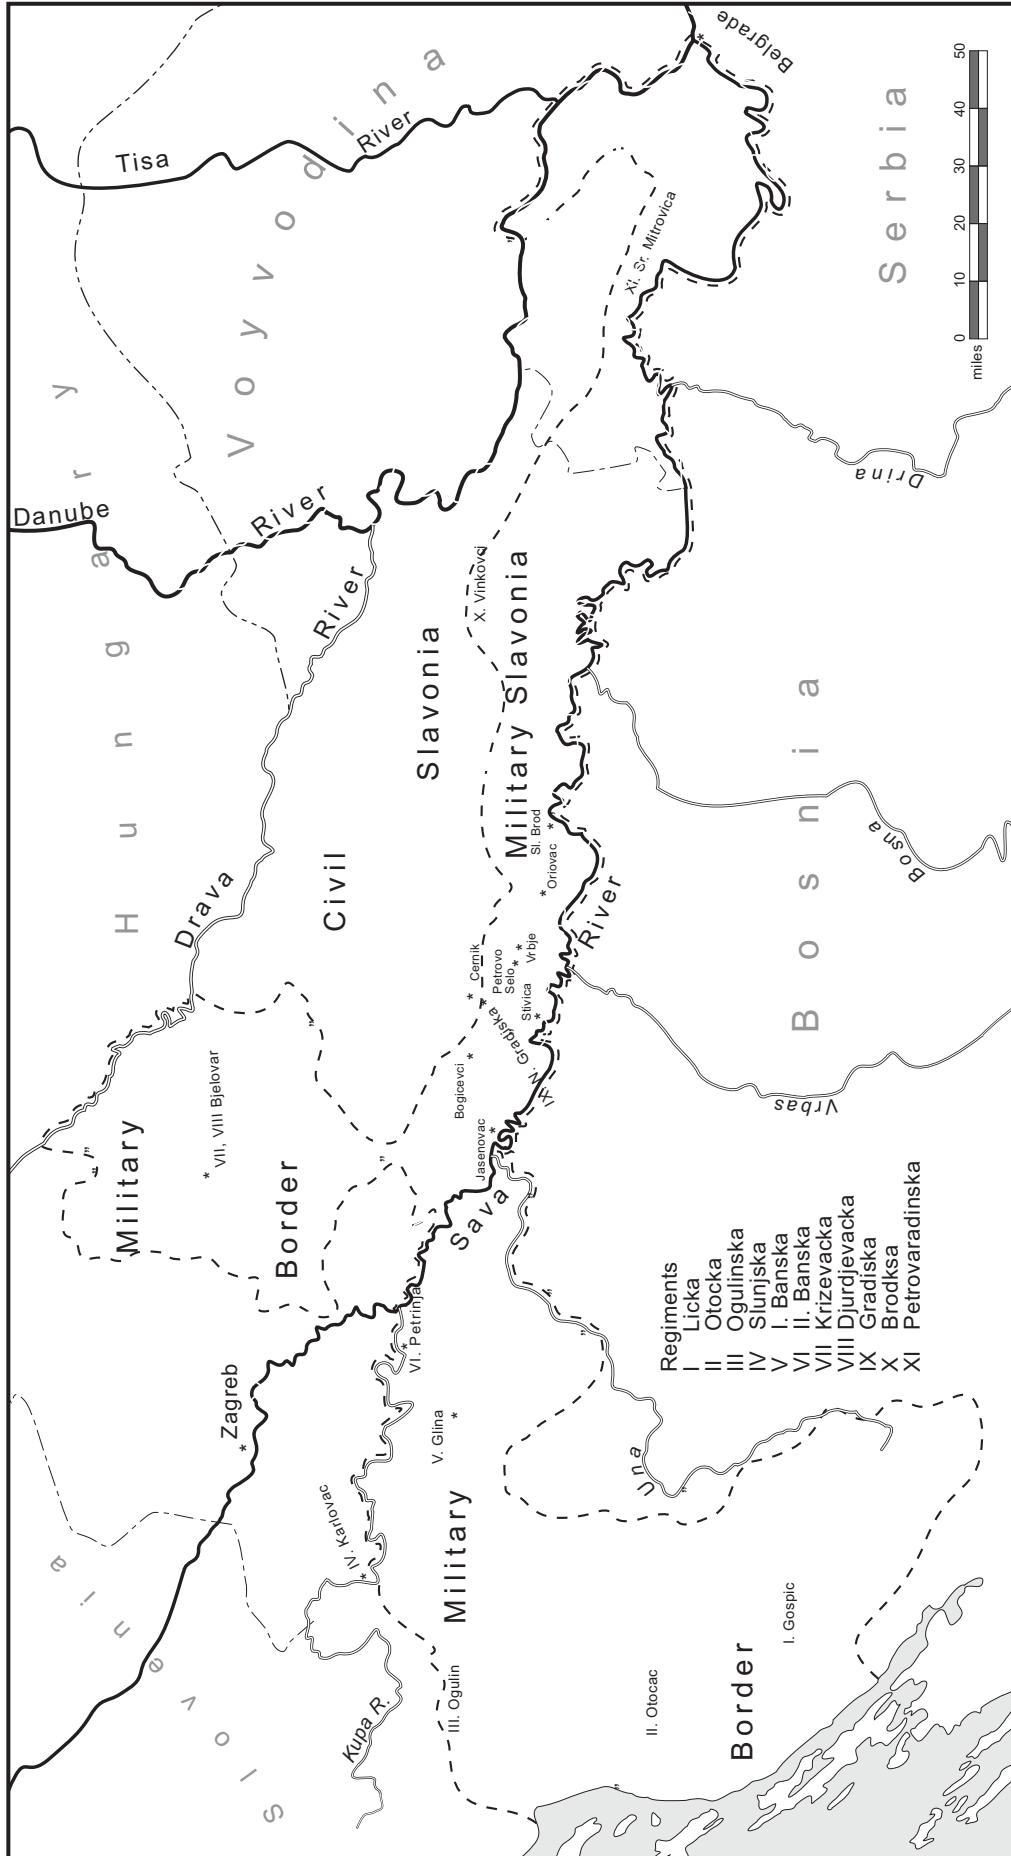 Slovenia
Hungary
Voyvodina
Serbia
Bosnia
Danube
River
Tisa
River
Drava
River
Zagreb
Military
Border
VII, VIII Bjelovar
Civil
Slavonia
Military Slavonia
X. Vinkovci
Xi. Sr. Mitrovica
Belgrade
Kupa R.
IV. Karlovac
V. Glina
VI. Petrinja
III. Ogulin
Military
Border
II. Otocac
I. Gospic
Una
Sava
River
Jasenovac
Bogicevci
IX. N. Gradjiska
Cernik
Petrovo
Selo
Stivica
Vrbje
Oriovac
Sl. Brod
Vrbas
Bosna
Drina
Regiments
I Licka
II Otocka
III Ogulinska
IV Slunjska
V I. Banska
VI II. Banska
VII Krizevacka
VIII Djurdjevacka
IX Gradiska
X Brodksa
XI Petrovaradinska
0 10 20 30 40 50
miles